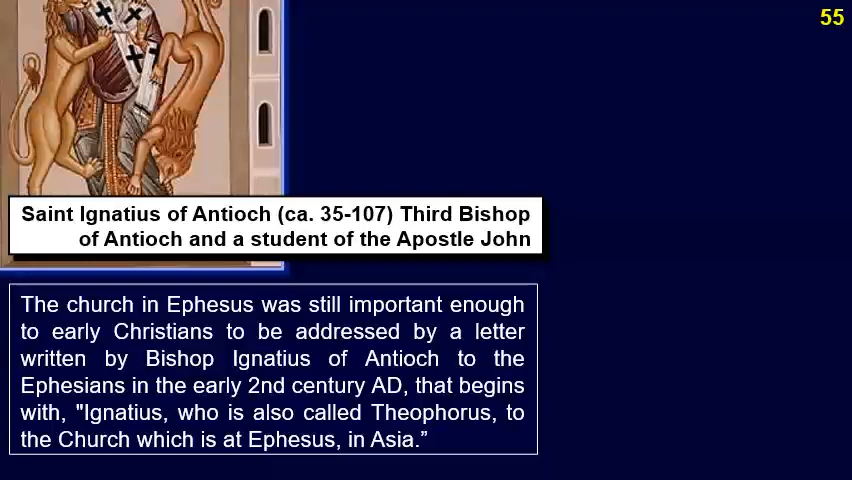 55
Saint Ignatius of Antioch (ca. 35-107) Third Bishop
of Antioch and a student of the Apostle John
The church in Ephesus was still important enough
to early Christians to be addressed by a letter
written by Bishop Ignatius of Antioch to the
Ephesians in the early 2nd century AD, that begins
with, "Ignatius, who is also called Theophorus, to
the Church which is at Ephesus, in Asia.”